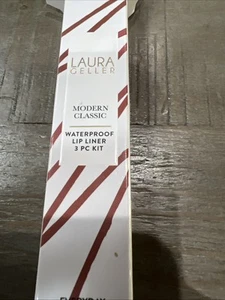 LAURA
GELLER
MODERN
CLASSIC
WATERPROOF
LIP LINER
3 PC KIT